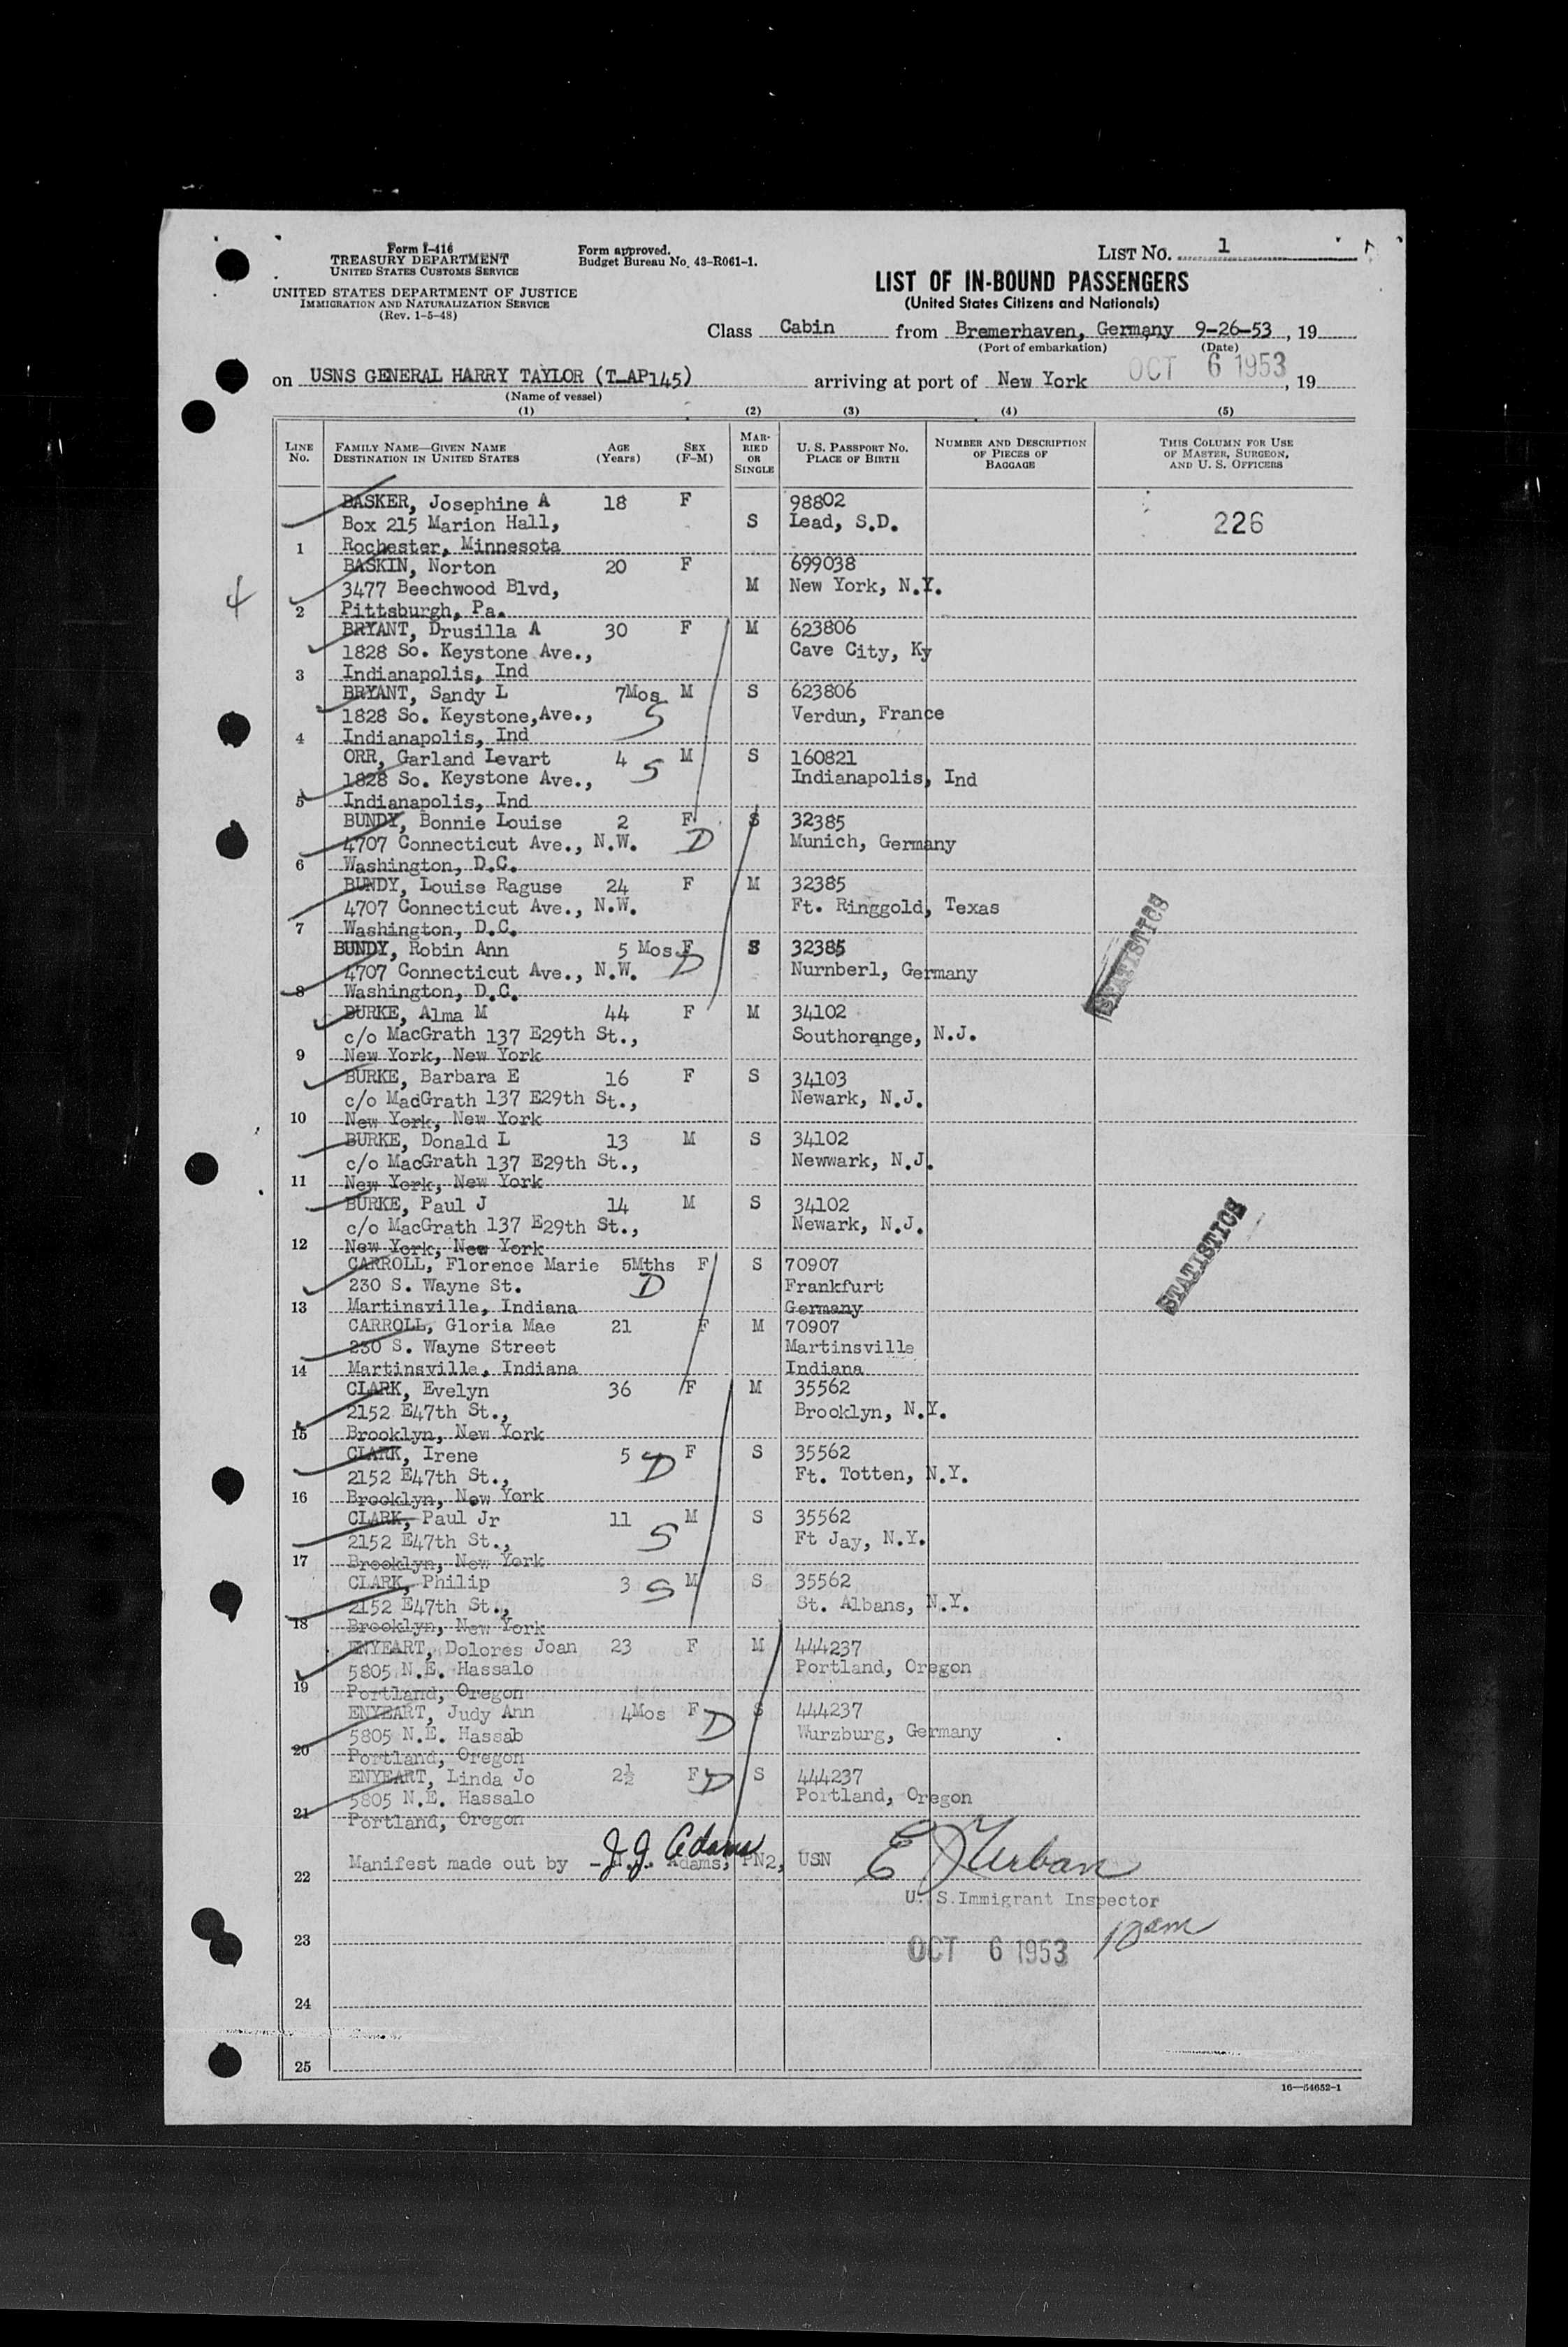 Form I-416
TREASURY DEPARTMENT
UNITED STATES CUSTOMS SERVICE
UNITED STATES DEPARTMENT OF JUSTICE
IMMIGRATION AND NATURALIZATION SERVICE
(Rev. 1-5-48)
Form approved.
Budget Bureau No. 43-R061-1.
LIST NO. 1
LIST OF IN-BOUND PASSENGERS
(United States Citizens and Nationals)
Class Cabin from Bremerhaven, Germany 9-26-53, 19
(Port of embarkation) (Date)
on USNS GENERAL HARRY TAYLOR (T-AP145) arriving at port of New York OCT 6 1953, 19
(Name of vessel)
(1) (2) (3) (4) (5)
LINE NO. FAMILY NAME—GIVEN NAME DESTINATION IN UNITED STATES AGE (Years) SEX (F-M) MARRIED OR SINGLE U. S. PASSPORT NO. PLACE OF BIRTH NUMBER AND DESCRIPTION OF PIECES OF BAGGAGE THIS COLUMN FOR USE OF MASTER, SURGEON, AND U. S. OFFICERS
BASKER, Josephine A 18 F 98802
Box 215 Marion Hall, S Lead, S.D. 226
1 Rochester, Minnesota
BASKIN, Norton 20 F 699038
4 3477 Beechwood Blvd, M New York, N.Y.
2 Pittsburgh, Pa.
BRYANT, Drusilla A 30 F M 623806
1828 So. Keystone Ave., Cave City, Ky
3 Indianapolis, Ind
BRYANT, Sandy L 7Mos M S 623806
1828 So. Keystone,Ave., S Verdun, France
4 Indianapolis, Ind
ORR, Garland Levart 4 S M S 160821
1828 So. Keystone Ave., Indianapolis, Ind
5 Indianapolis, Ind
BUNDY, Bonnie Louise 2 F S 32385
4707 Connecticut Ave., N.W. D Munich, Germany
6 Washington, D.C.
BUNDY, Louise Raguse 24 F M 32385
4707 Connecticut Ave., N.W. Ft. Ringgold, Texas
7 Washington, D.C.
STATISTICS
BUNDY, Robin Ann 5 Mos F S 32385
4707 Connecticut Ave., N.W. D Nurnberl, Germany
8 Washington, D.C.
BURKE, Alma M 44 F M 34102
c/o MacGrath 137 E29th St., Southorange, N.J.
9 New York, New York
BURKE, Barbara E 16 F S 34103
c/o MadGrath 137 E29th St., Newark, N.J.
10 New York, New York
BURKE, Donald L 13 M S 34102
c/o MacGrath 137 E29th St., Newwark, N.J.
11 New York, New York
BURKE, Paul J 14 M S 34102
c/o MacGrath 137 E29th St., Newark, N.J.
12 New York, New York
STATISTICS
CARROLL, Florence Marie 5Mths F S 70907
230 S. Wayne St. D Frankfurt
13 Martinsville, Indiana Germany
CARROLL, Gloria Mae 21 F M 70907
230 S. Wayne Street Martinsville
14 Martinsville, Indiana Indiana
CLARK, Evelyn 36 F M 35562
2152 E47th St., Brooklyn, N.Y.
15 Brooklyn, New York
CLARK, Irene 5 D F S 35562
2152 E47th St., Ft. Totten, N.Y.
16 Brooklyn, New York
CLARK, Paul Jr 11 M S 35562
2152 E47th St., S Ft Jay, N.Y.
17 Brooklyn, New York
CLARK, Philip 3 S M S 35562
2152 E47th St., St. Albans, N.Y.
18 Brooklyn, New York
ENYEART, Dolores Joan 23 F M 444237
5805 N.E. Hassalo Portland, Oregon
19 Portland, Oregon
ENYEART, Judy Ann 4Mos F S 444237
5805 N.E. Hassab D Wurzburg, Germany
20 Portland, Oregon
ENYEART, Linda Jo 2½ F D S 444237
5805 N.E. Hassalo Portland, Oregon
21 Portland, Oregon
J.J. Adams
22 Manifest made out by Adams, PN2, USN E J Urban
U. S. Immigrant Inspector
23 OCT 6 1953 10am
24
25
16—54652-1